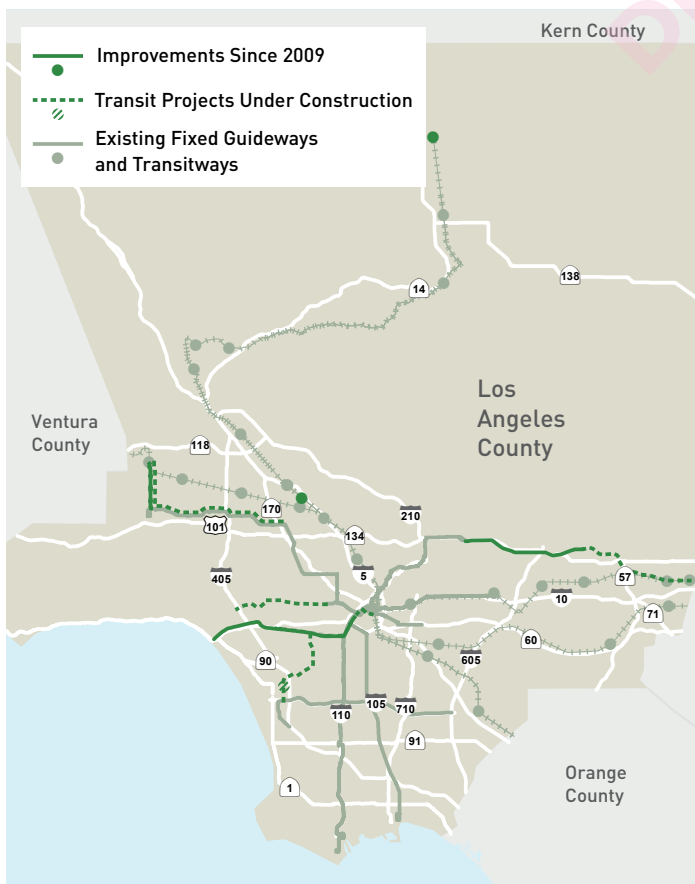 Kern County
Improvements Since 2009
Transit Projects Under Construction
Existing Fixed Guideways
and Transitways
138
14
Los
Angeles
County
Ventura
County
118
210
170
101
134
5
405
57
10
71
60
90
605
105
710
110
91
Orange
County
1